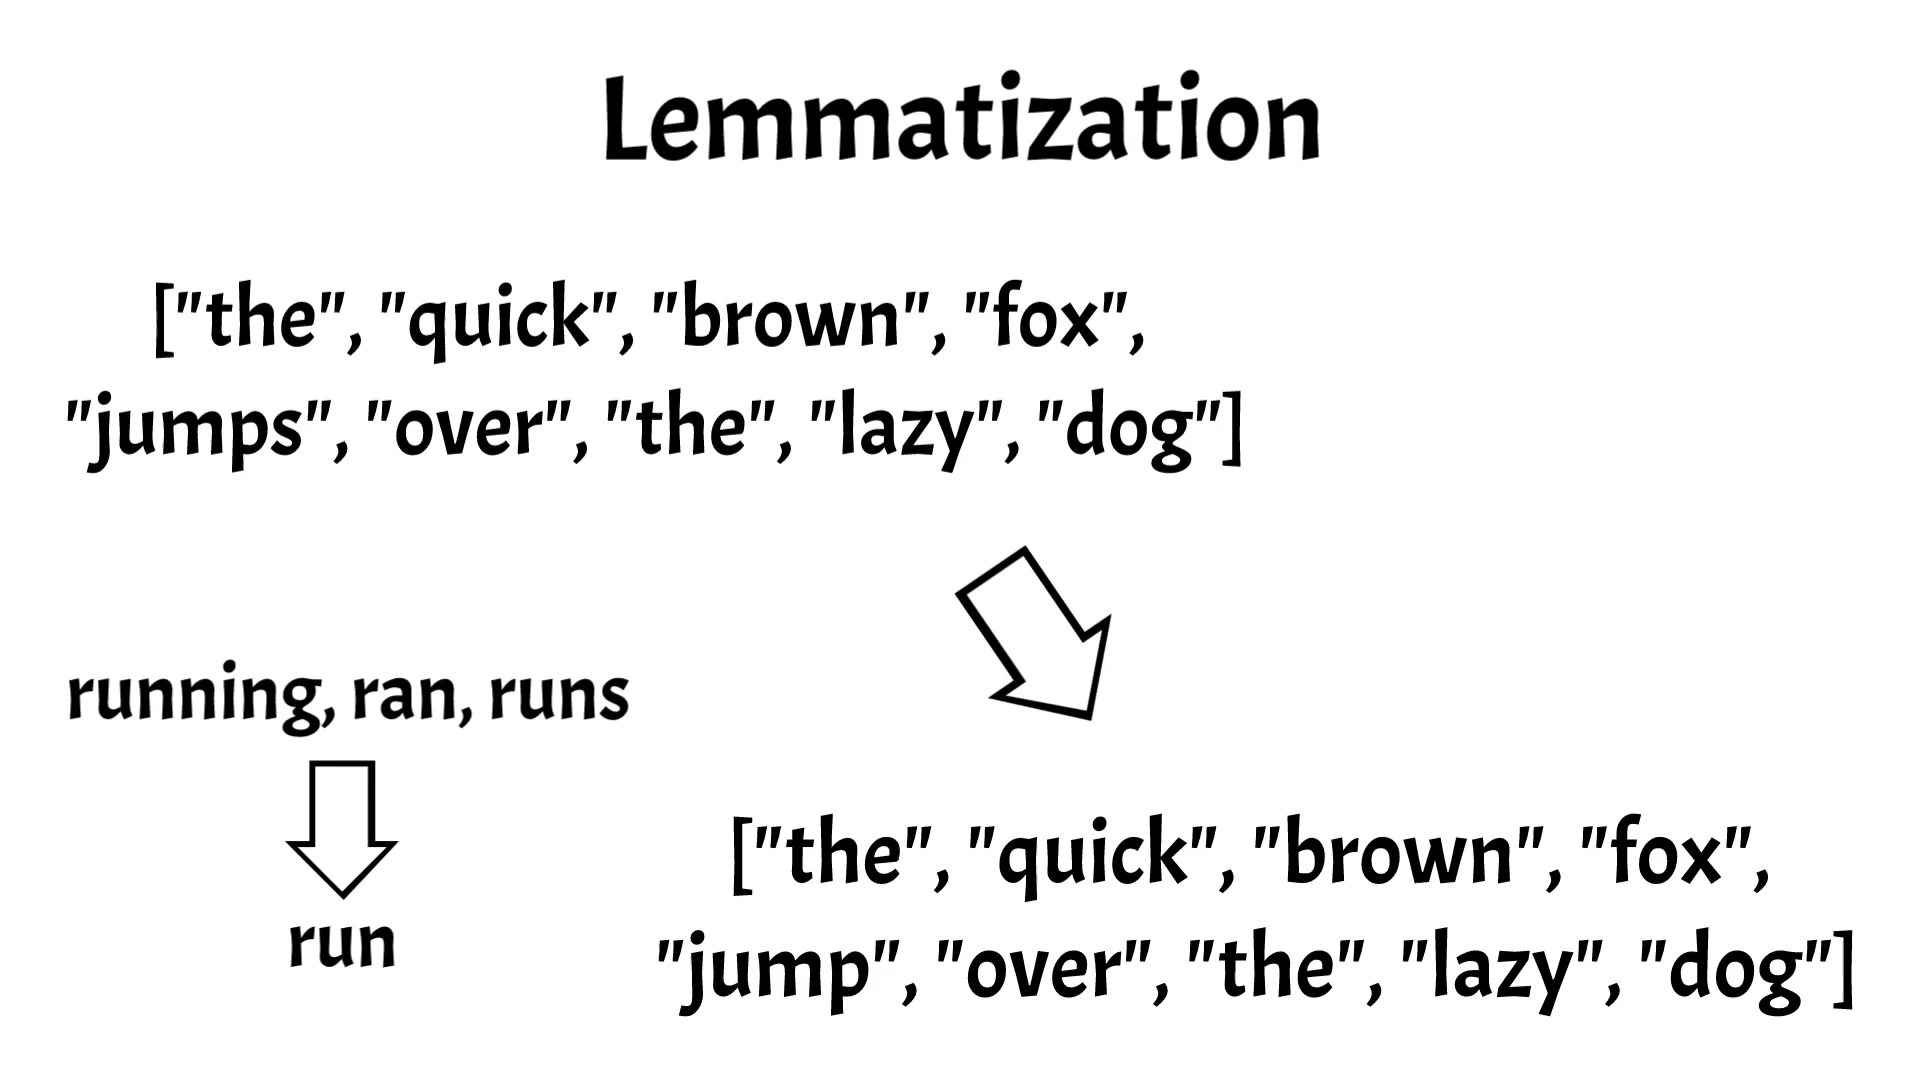 Lemmatization
["the", "quick", "brown", "fox",
"jumps", "over", "the", "lazy", "dog"]
running, ran, runs
run
["the", "quick", "brown", "fox",
"jump", "over", "the", "lazy", "dog"]